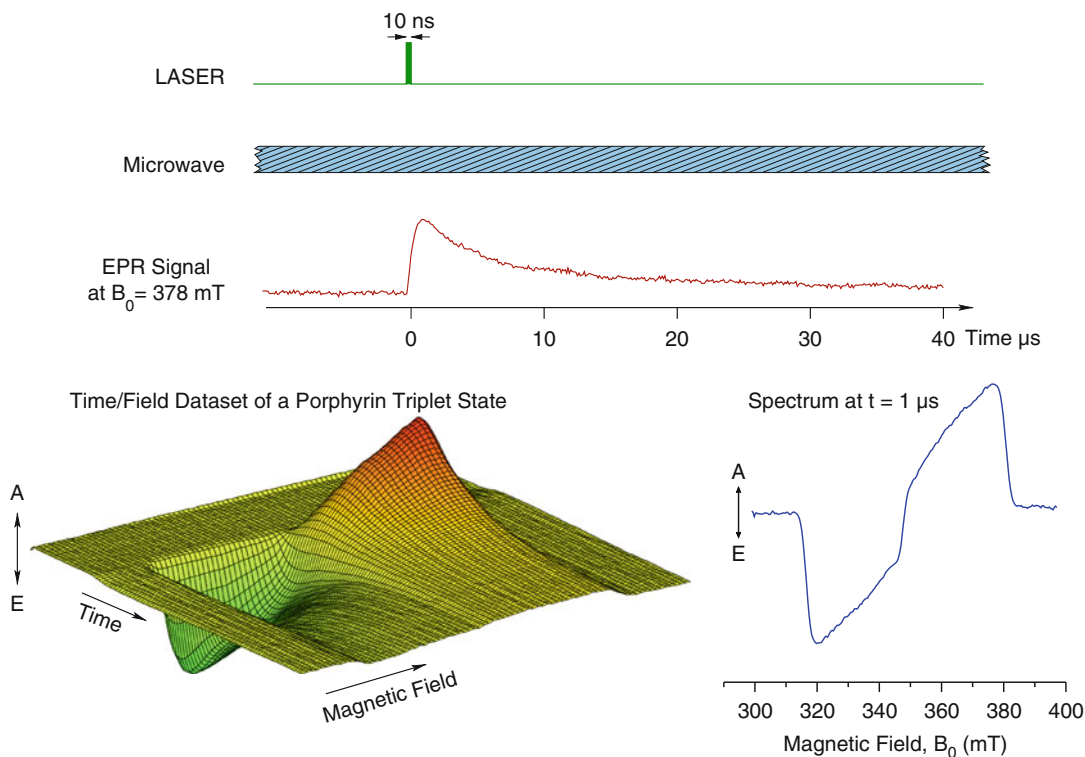 10 ns
LASER
Microwave
EPR Signal
at B₀= 378 mT
0 10 20 30 40 Time µs
Time/Field Dataset of a Porphyrin Triplet State
A
E
Time
Magnetic Field
Spectrum at t = 1 µs
A
E
300 320 340 360 380 400
Magnetic Field, B₀ (mT)